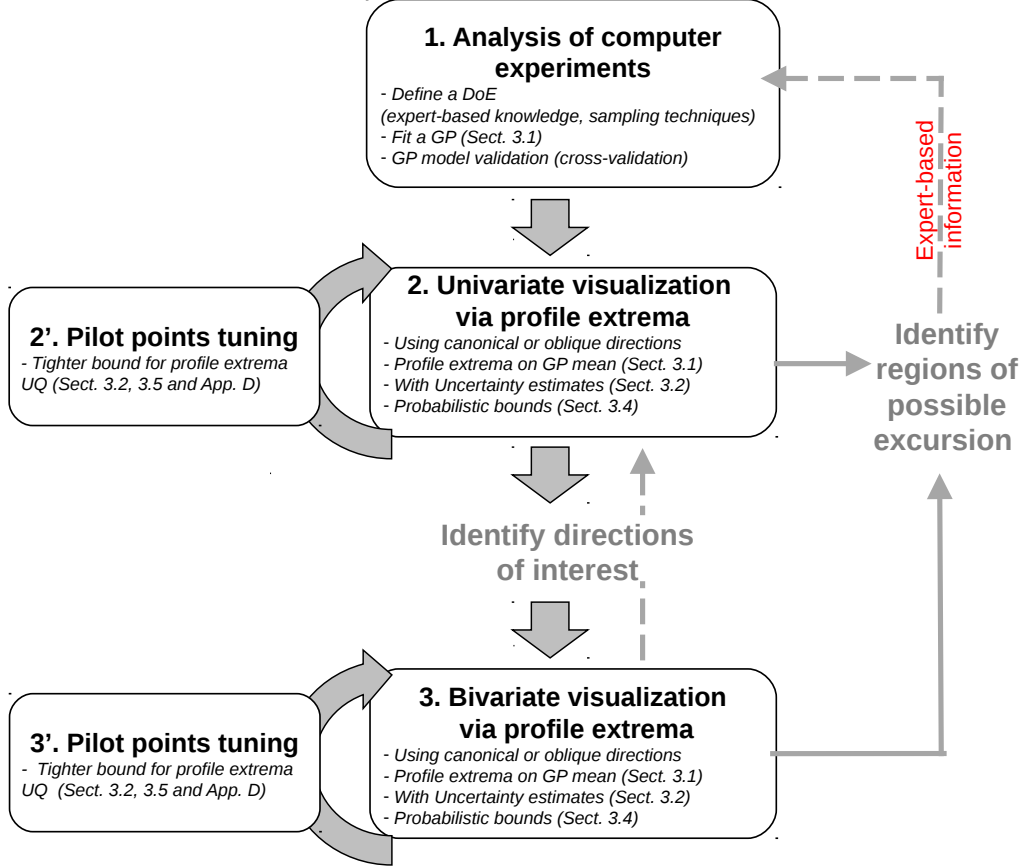 1. Analysis of computer
experiments
- Define a DoE
(expert-based knowledge, sampling techniques)
- Fit a GP (Sect. 3.1)
- GP model validation (cross-validation)
Expert-based
information
2'. Pilot points tuning
- Tighter bound for profile extrema
UQ (Sect. 3.2, 3.5 and App. D)
2. Univariate visualization
via profile extrema
- Using canonical or oblique directions
- Profile extrema on GP mean (Sect. 3.1)
- With Uncertainty estimates (Sect. 3.2)
- Probabilistic bounds (Sect. 3.4)
Identify
regions of
possible
excursion
Identify directions
of interest
3'. Pilot points tuning
- Tighter bound for profile extrema
UQ (Sect. 3.2, 3.5 and App. D)
3. Bivariate visualization
via profile extrema
- Using canonical or oblique directions
- Profile extrema on GP mean (Sect. 3.1)
- With Uncertainty estimates (Sect. 3.2)
- Probabilistic bounds (Sect. 3.4)